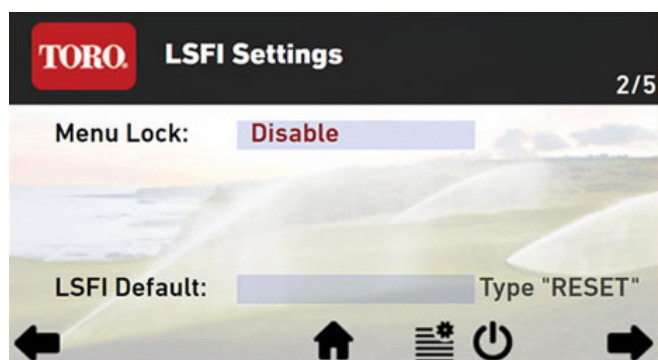 TORO. LSFI Settings
2/5
Menu Lock: Disable
LSFI Default: Type "RESET"